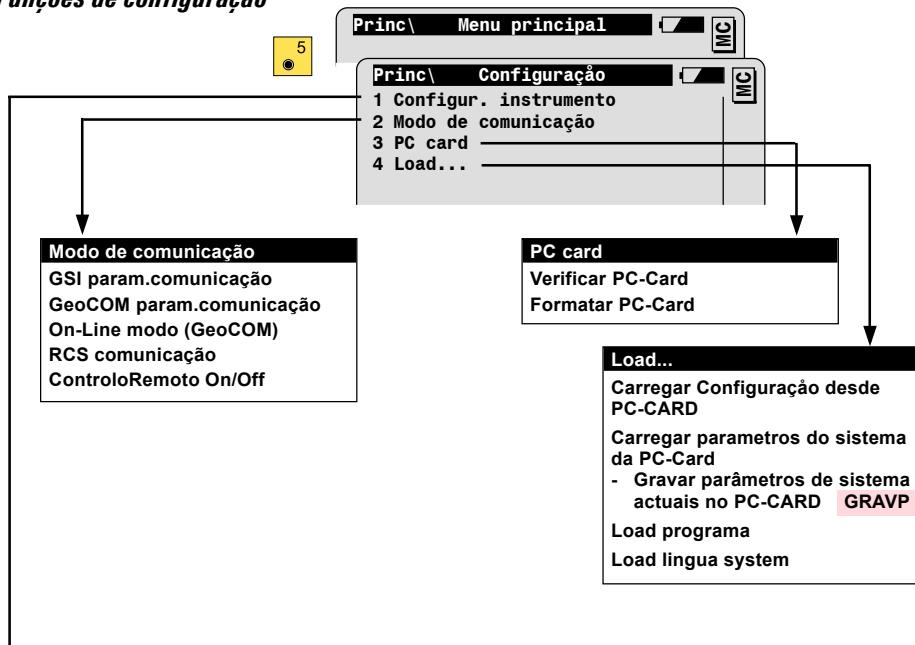 Funções de configuração
Princ\ Menu principal
MC
5
Princ\ Configuração
MC
1 Configur. instrumento
2 Modo de comunicação
3 PC card
4 Load...
Modo de comunicação
GSI param.comunicação
GeoCOM param.comunicação
On-Line modo (GeoCOM)
RCS comunicação
ControloRemoto On/Off
PC card
Verificar PC-Card
Formatar PC-Card
Load...
Carregar Configuraçåo desde
PC-CARD
Carregar parametros do sistema
da PC-Card
- Gravar parâmetros de sistema
actuais no PC-CARD GRAVP
Load programa
Load lingua system